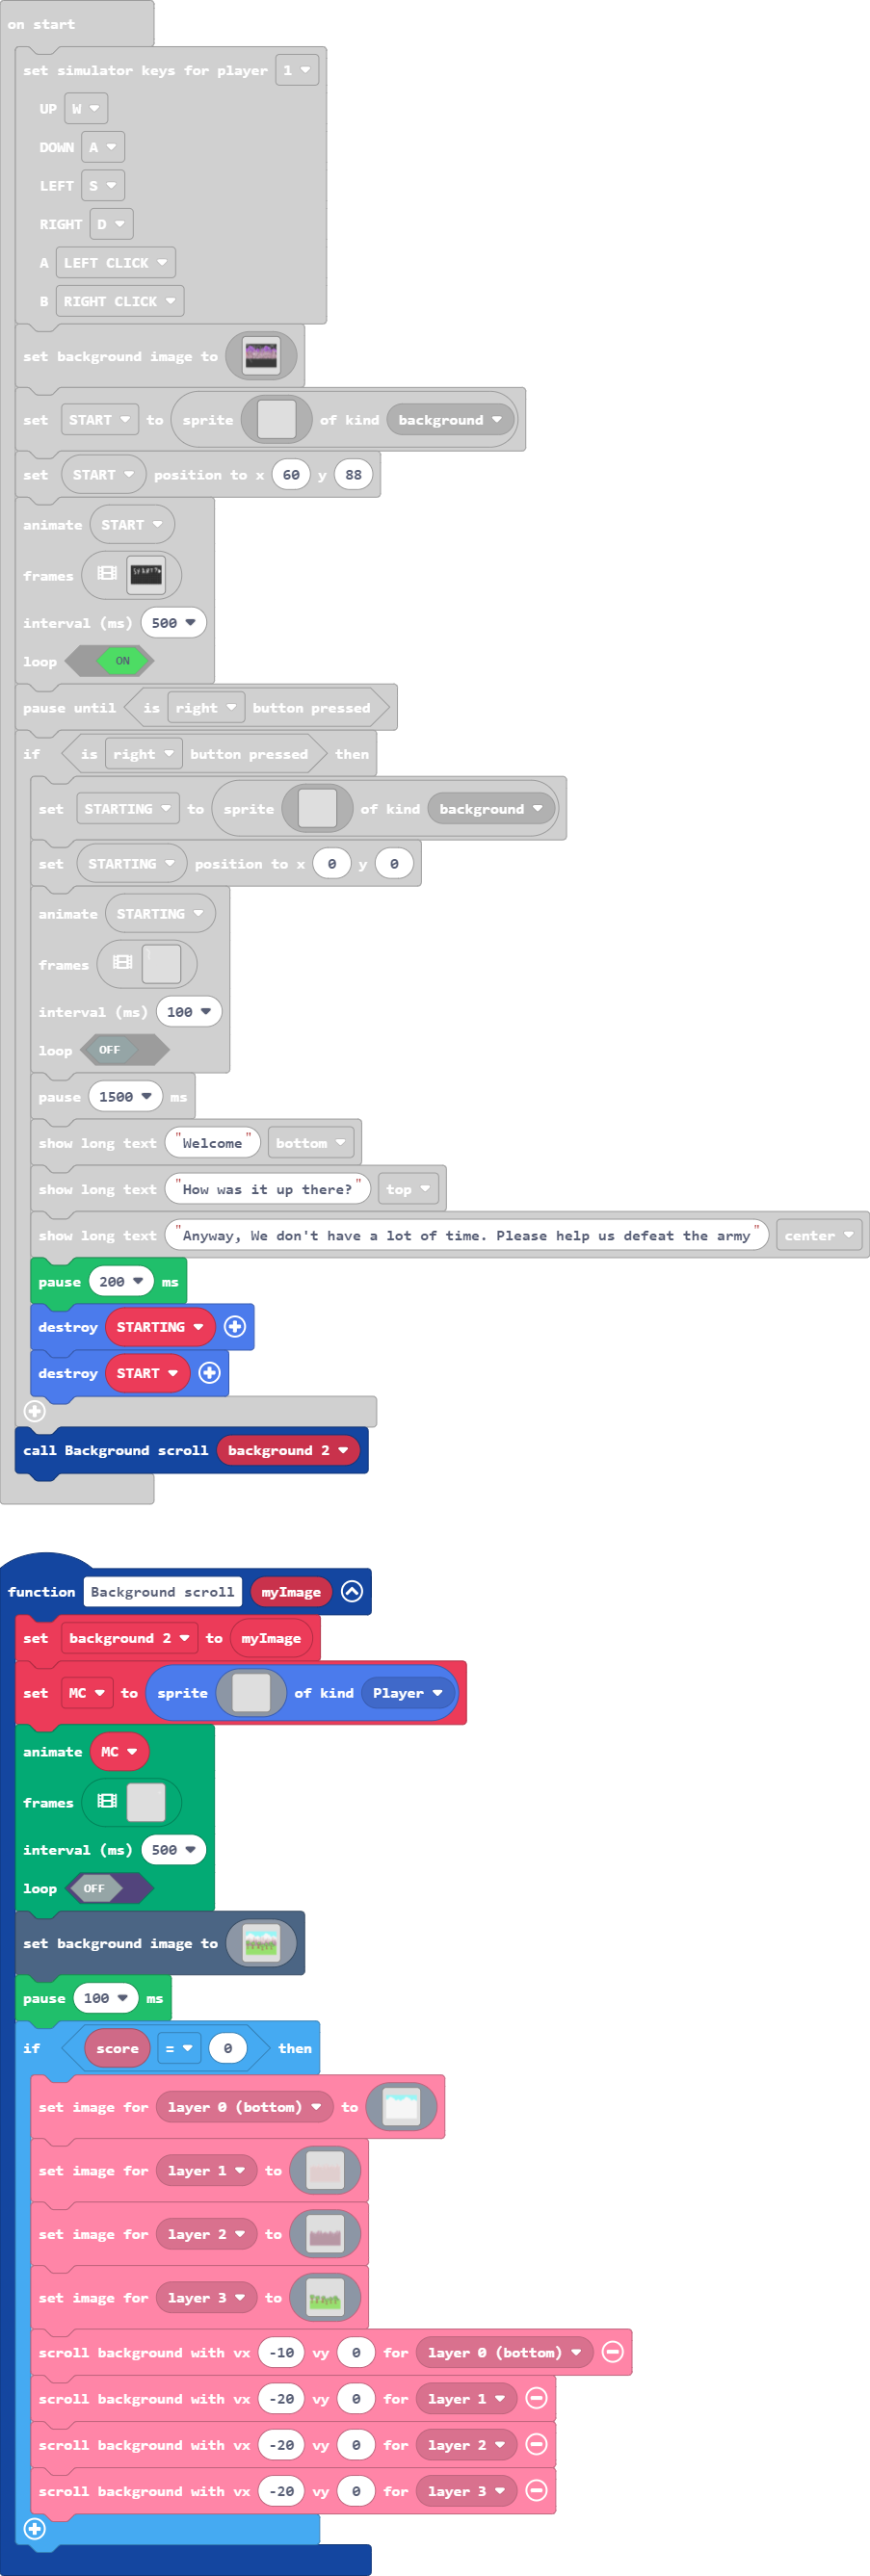 on start
set simulator keys for player 1
UP W
DOWN A
LEFT S
RIGHT D
A LEFT CLICK
B RIGHT CLICK
set background image to
set START to sprite of kind background
set START position to x 60 y 88
animate START
frames
interval (ms) 500
loop ON
pause until is right button pressed
if is right button pressed then
set STARTING to sprite of kind background
set STARTING position to x 0 y 0
animate STARTING
frames
interval (ms) 100
loop OFF
pause 1500 ms
show long text "Welcome" bottom
show long text "How was it up there?" top
show long text "Anyway, We don't have a lot of time. Please help us defeat the army" center
pause 200 ms
destroy STARTING
destroy START
call Background scroll background 2
function Background scroll myImage
set background 2 to myImage
set MC to sprite of kind Player
animate MC
frames
interval (ms) 500
loop OFF
set background image to
pause 100 ms
if score = 0 then
set image for layer 0 (bottom) to
set image for layer 1 to
set image for layer 2 to
set image for layer 3 to
scroll background with vx -10 vy 0 for layer 0 (bottom)
scroll background with vx -20 vy 0 for layer 1
scroll background with vx -20 vy 0 for layer 2
scroll background with vx -20 vy 0 for layer 3